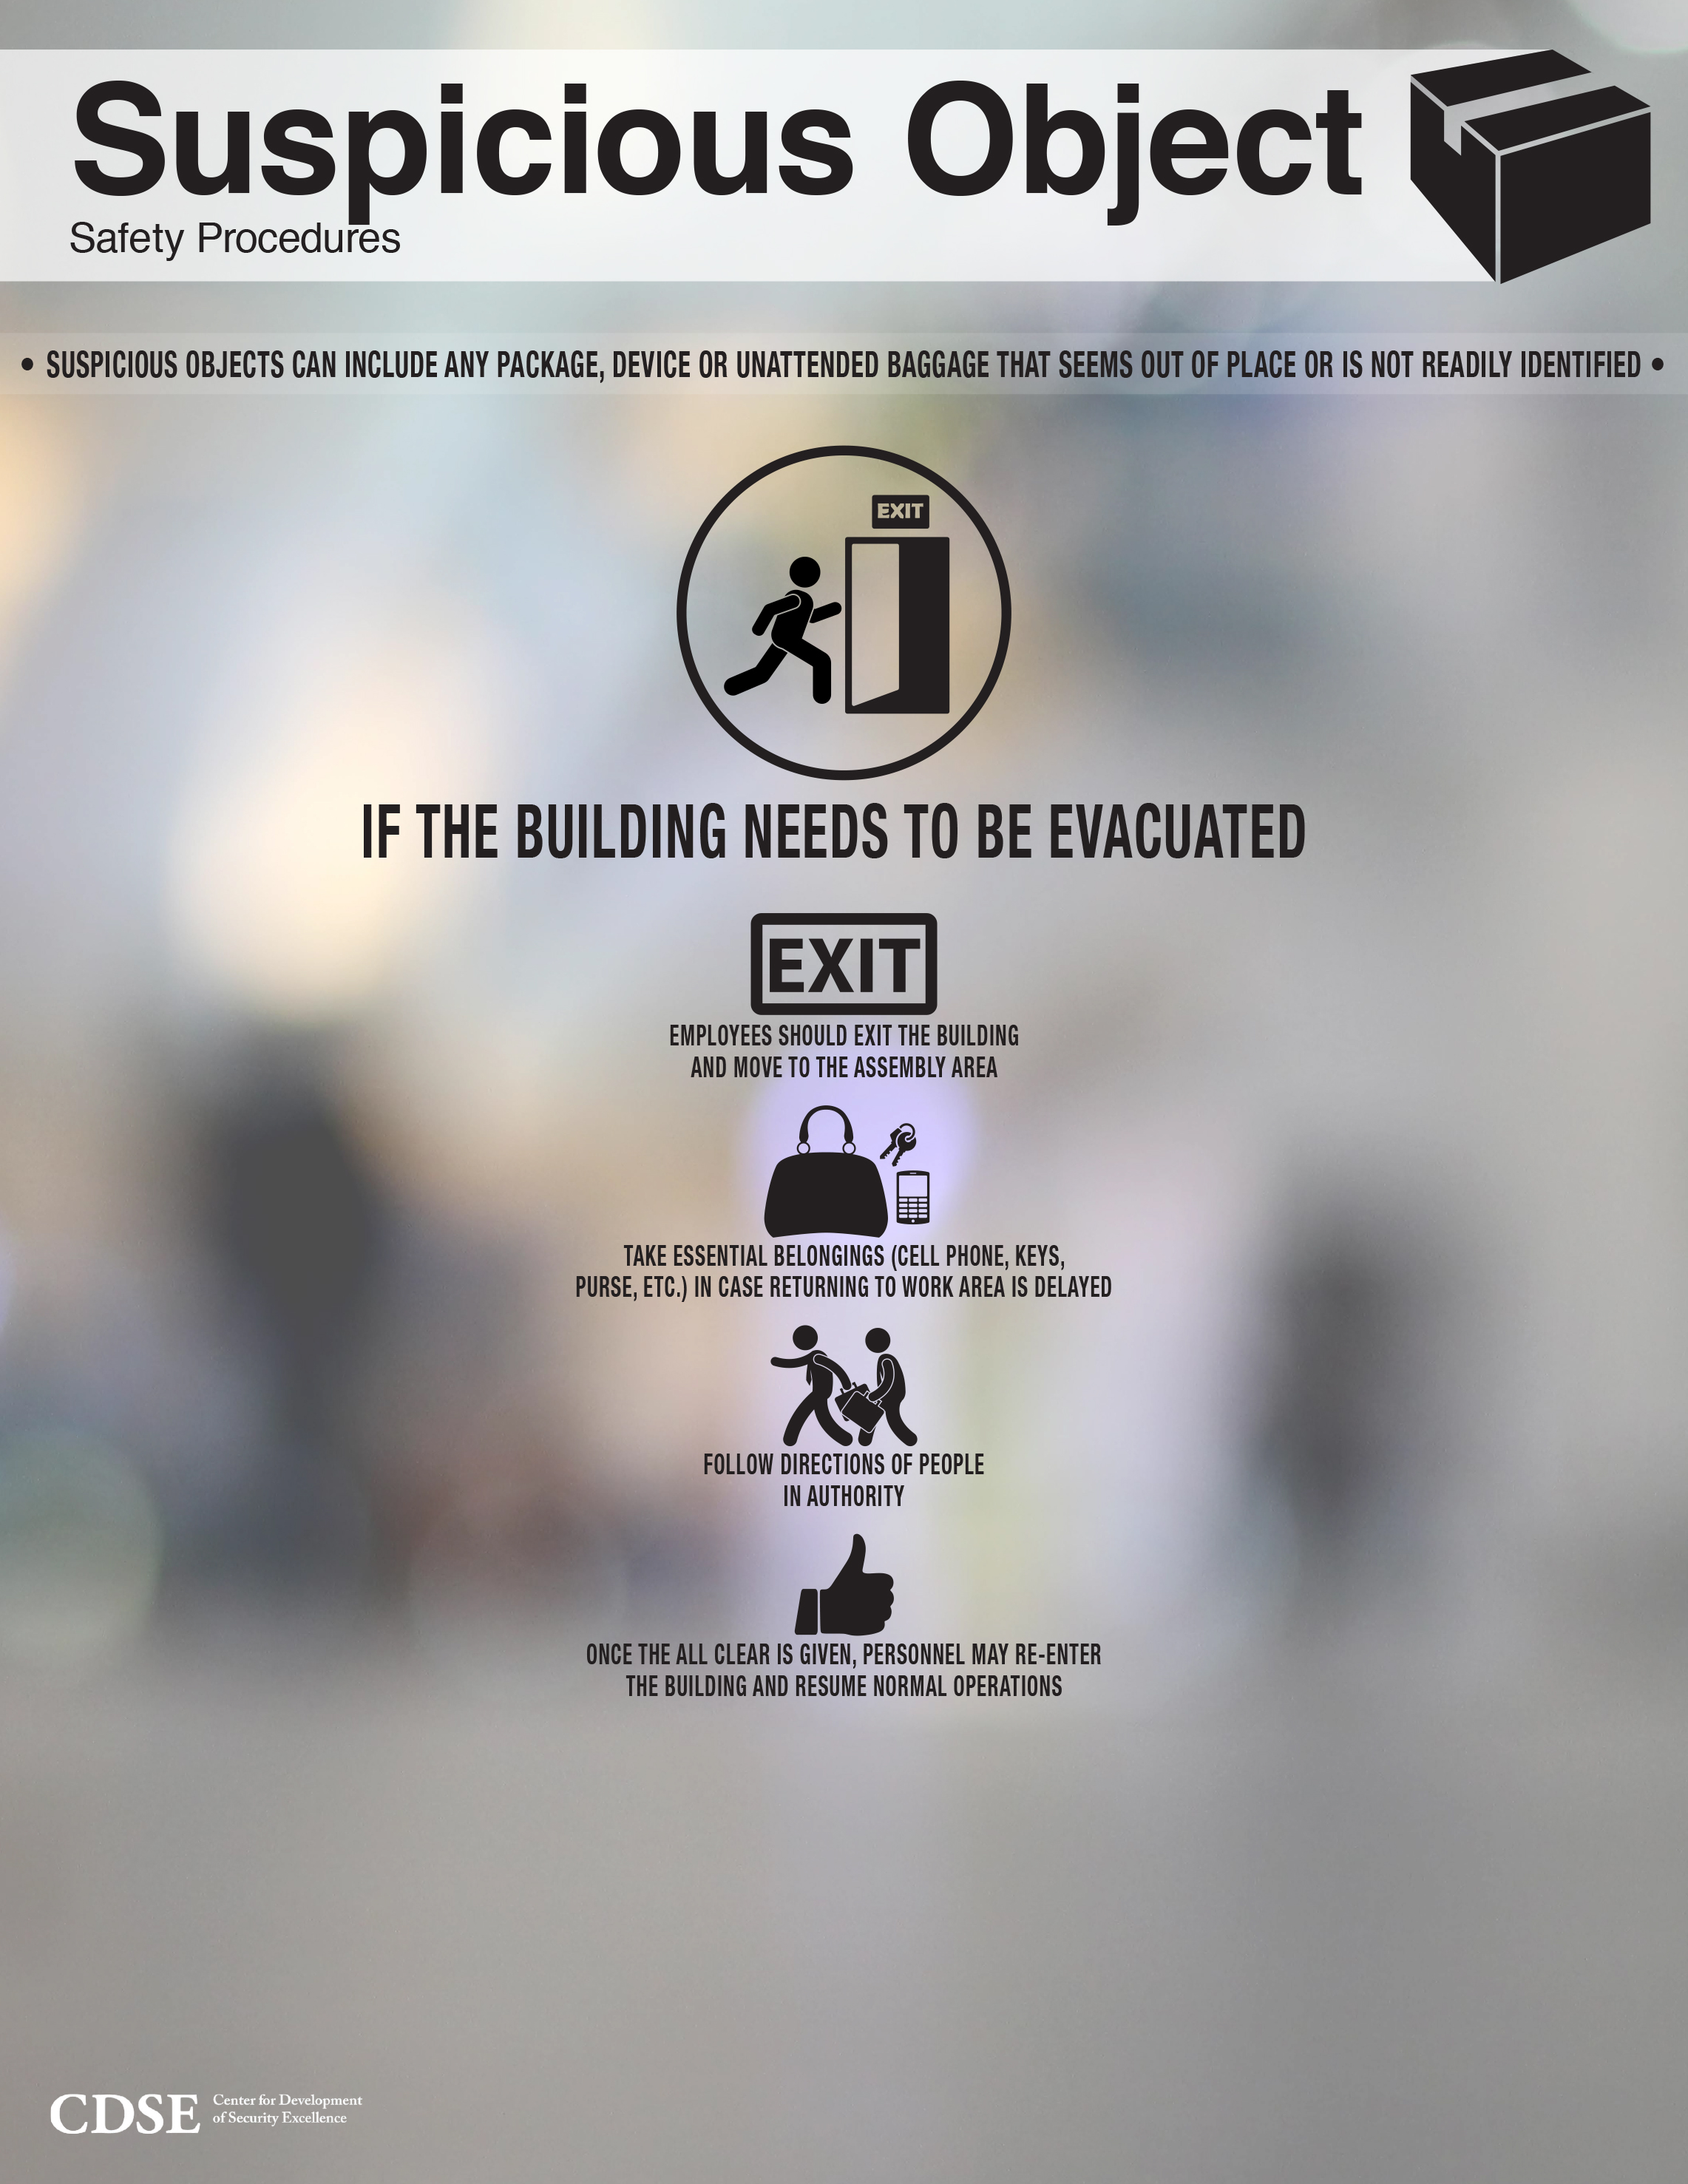 Suspicious Object
Safety Procedures
• SUSPICIOUS OBJECTS CAN INCLUDE ANY PACKAGE, DEVICE OR UNATTENDED BAGGAGE THAT SEEMS OUT OF PLACE OR IS NOT READILY IDENTIFIED •
EXIT
IF THE BUILDING NEEDS TO BE EVACUATED
EXIT
EMPLOYEES SHOULD EXIT THE BUILDING
AND MOVE TO THE ASSEMBLY AREA
TAKE ESSENTIAL BELONGINGS (CELL PHONE, KEYS,
PURSE, ETC.) IN CASE RETURNING TO WORK AREA IS DELAYED
FOLLOW DIRECTIONS OF PEOPLE
IN AUTHORITY
ONCE THE ALL CLEAR IS GIVEN, PERSONNEL MAY RE-ENTER
THE BUILDING AND RESUME NORMAL OPERATIONS
CDSE
Center for Development
of Security Excellence